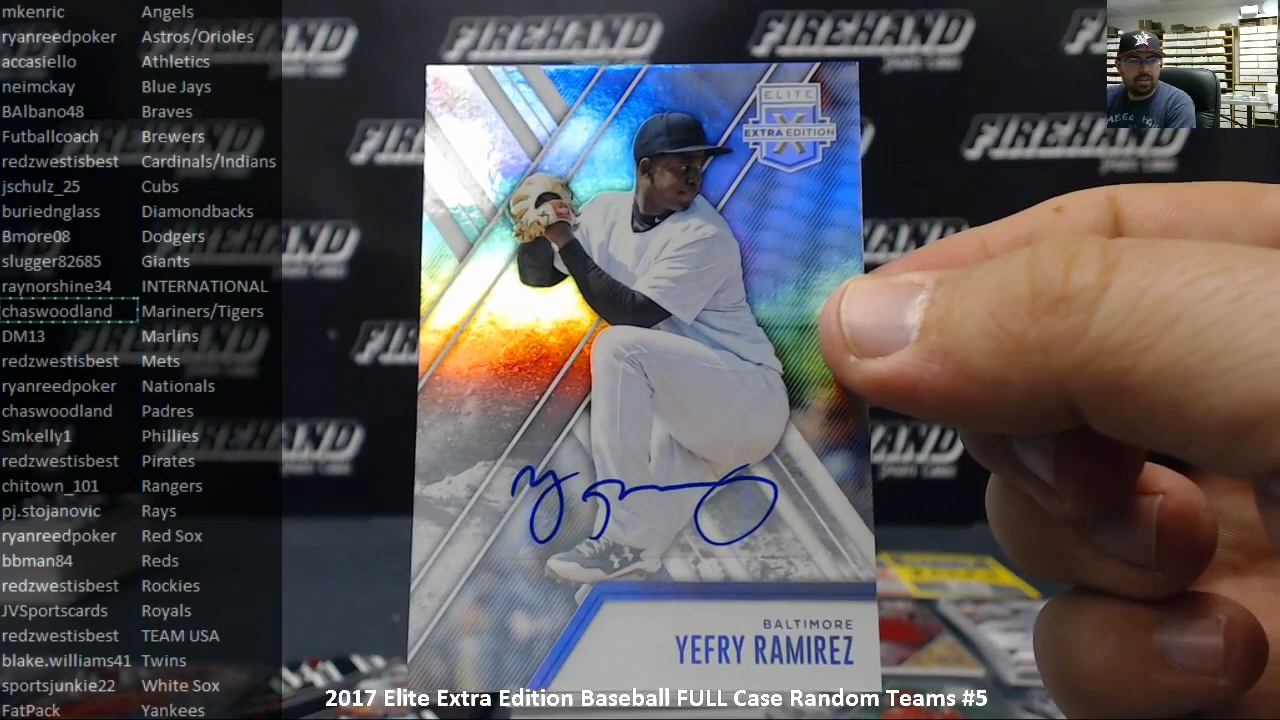 mkenric Angels
ryanreedpoker Astros/Orioles
accasiello Athletics
neimckay Blue Jays
BAlbano48 Braves
Futballcoach Brewers
redzwestisbest Cardinals/Indians
jschulz_25 Cubs
buriednglass Diamondbacks
Bmore08 Dodgers
slugger82685 Giants
raynorshine34 INTERNATIONAL
chaswoodland Mariners/Tigers
DM13 Marlins
redzwestisbest Mets
ryanreedpoker Nationals
chaswoodland Padres
Smkelly1 Phillies
redzwestisbest Pirates
chitown_101 Rangers
pj.stojanovic Rays
ryanreedpoker Red Sox
bbman84 Reds
redzwestisbest Rockies
JVSportscards Royals
redzwestisbest TEAM USA
blake.williams41 Twins
sportsjunkie22 White Sox
FatPack Yankees
FIREHAND
FIREHAND
FIREHAND
ELITE
EXTRA EDITION
X
BALTIMORE
YEFRY RAMIREZ
2017 Elite Extra Edition Baseball FULL Case Random Teams #5